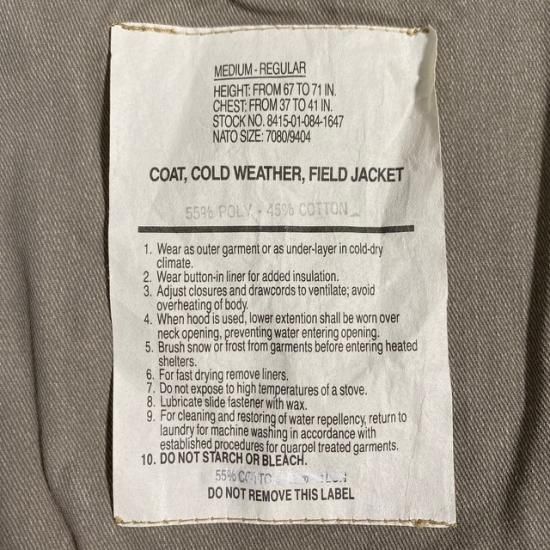 MEDIUM - REGULAR
HEIGHT: FROM 67 TO 71 IN.
CHEST: FROM 37 TO 41 IN.
STOCK NO. 8415-01-084-1647
NATO SIZE: 7080/9404
COAT, COLD WEATHER, FIELD JACKET
55% POLY - 45% COTTON
1. Wear as outer garment or as under-layer in cold-dry
climate.
2. Wear button-in liner for added insulation.
3. Adjust closures and drawcords to ventilate; avoid
overheating of body.
4. When hood is used, lower extention shall be worn over
neck opening, preventing water entering opening.
5. Brush snow or frost from garments before entering heated
shelters.
6. For fast drying remove liners.
7. Do not expose to high temperatures of a stove.
8. Lubricate slide fastener with wax.
9. For cleaning and restoring of water repellency, return to
laundry for machine washing in accordance with
established procedures for quarpel treated garments.
10. DO NOT STARCH OR BLEACH.
55%
DO NOT REMOVE THIS LABEL